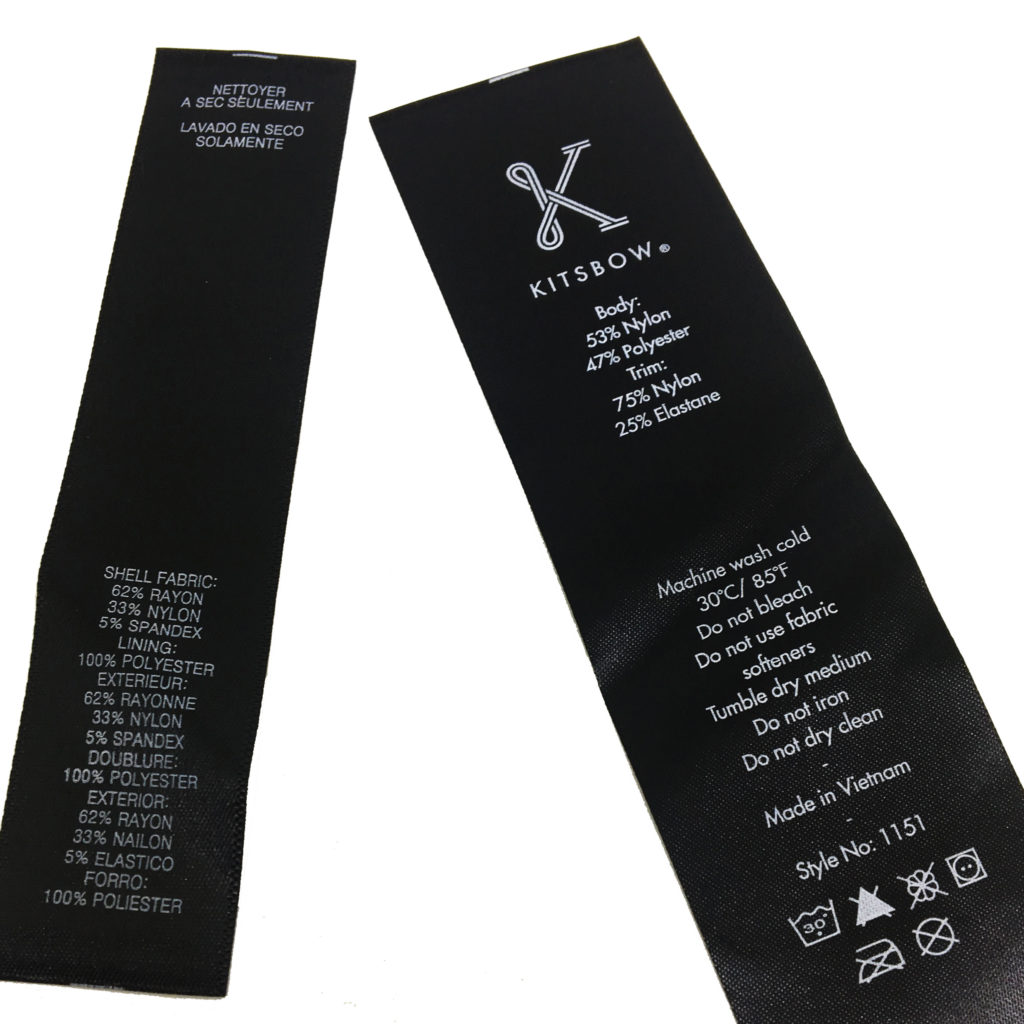 NETTOYER
A SEC SEULEMENT
LAVADO EN SECO
SOLAMENTE
SHELL FABRIC:
62% RAYON
33% NYLON
5% SPANDEX
LINING:
100% POLYESTER
EXTERIEUR:
62% RAYONNE
33% NYLON
5% SPANDEX
DOUBLURE:
100% POLYESTER
EXTERIOR:
62% RAYON
33% NAILON
5% ELASTICO
FORRO:
100% POLIESTER
K
KITSBOW®
Body:
53% Nylon
47% Polyester
Trim:
75% Nylon
25% Elastane
Machine wash cold
30°C/ 85°F
Do not bleach
Do not use fabric
softeners
Tumble dry medium
Do not iron
Do not dry clean
-
Made in Vietnam
-
Style No: 1151
30°